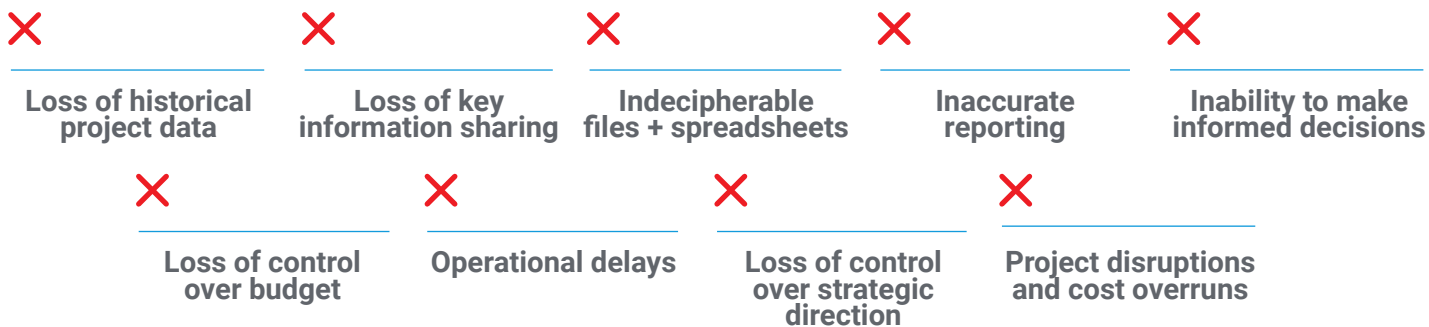 Loss of historical
project data
Loss of key
information sharing
Indecipherable
files + spreadsheets
Inaccurate
reporting
Inability to make
informed decisions
Loss of control
over budget
Operational delays
Loss of control
over strategic
direction
Project disruptions
and cost overruns